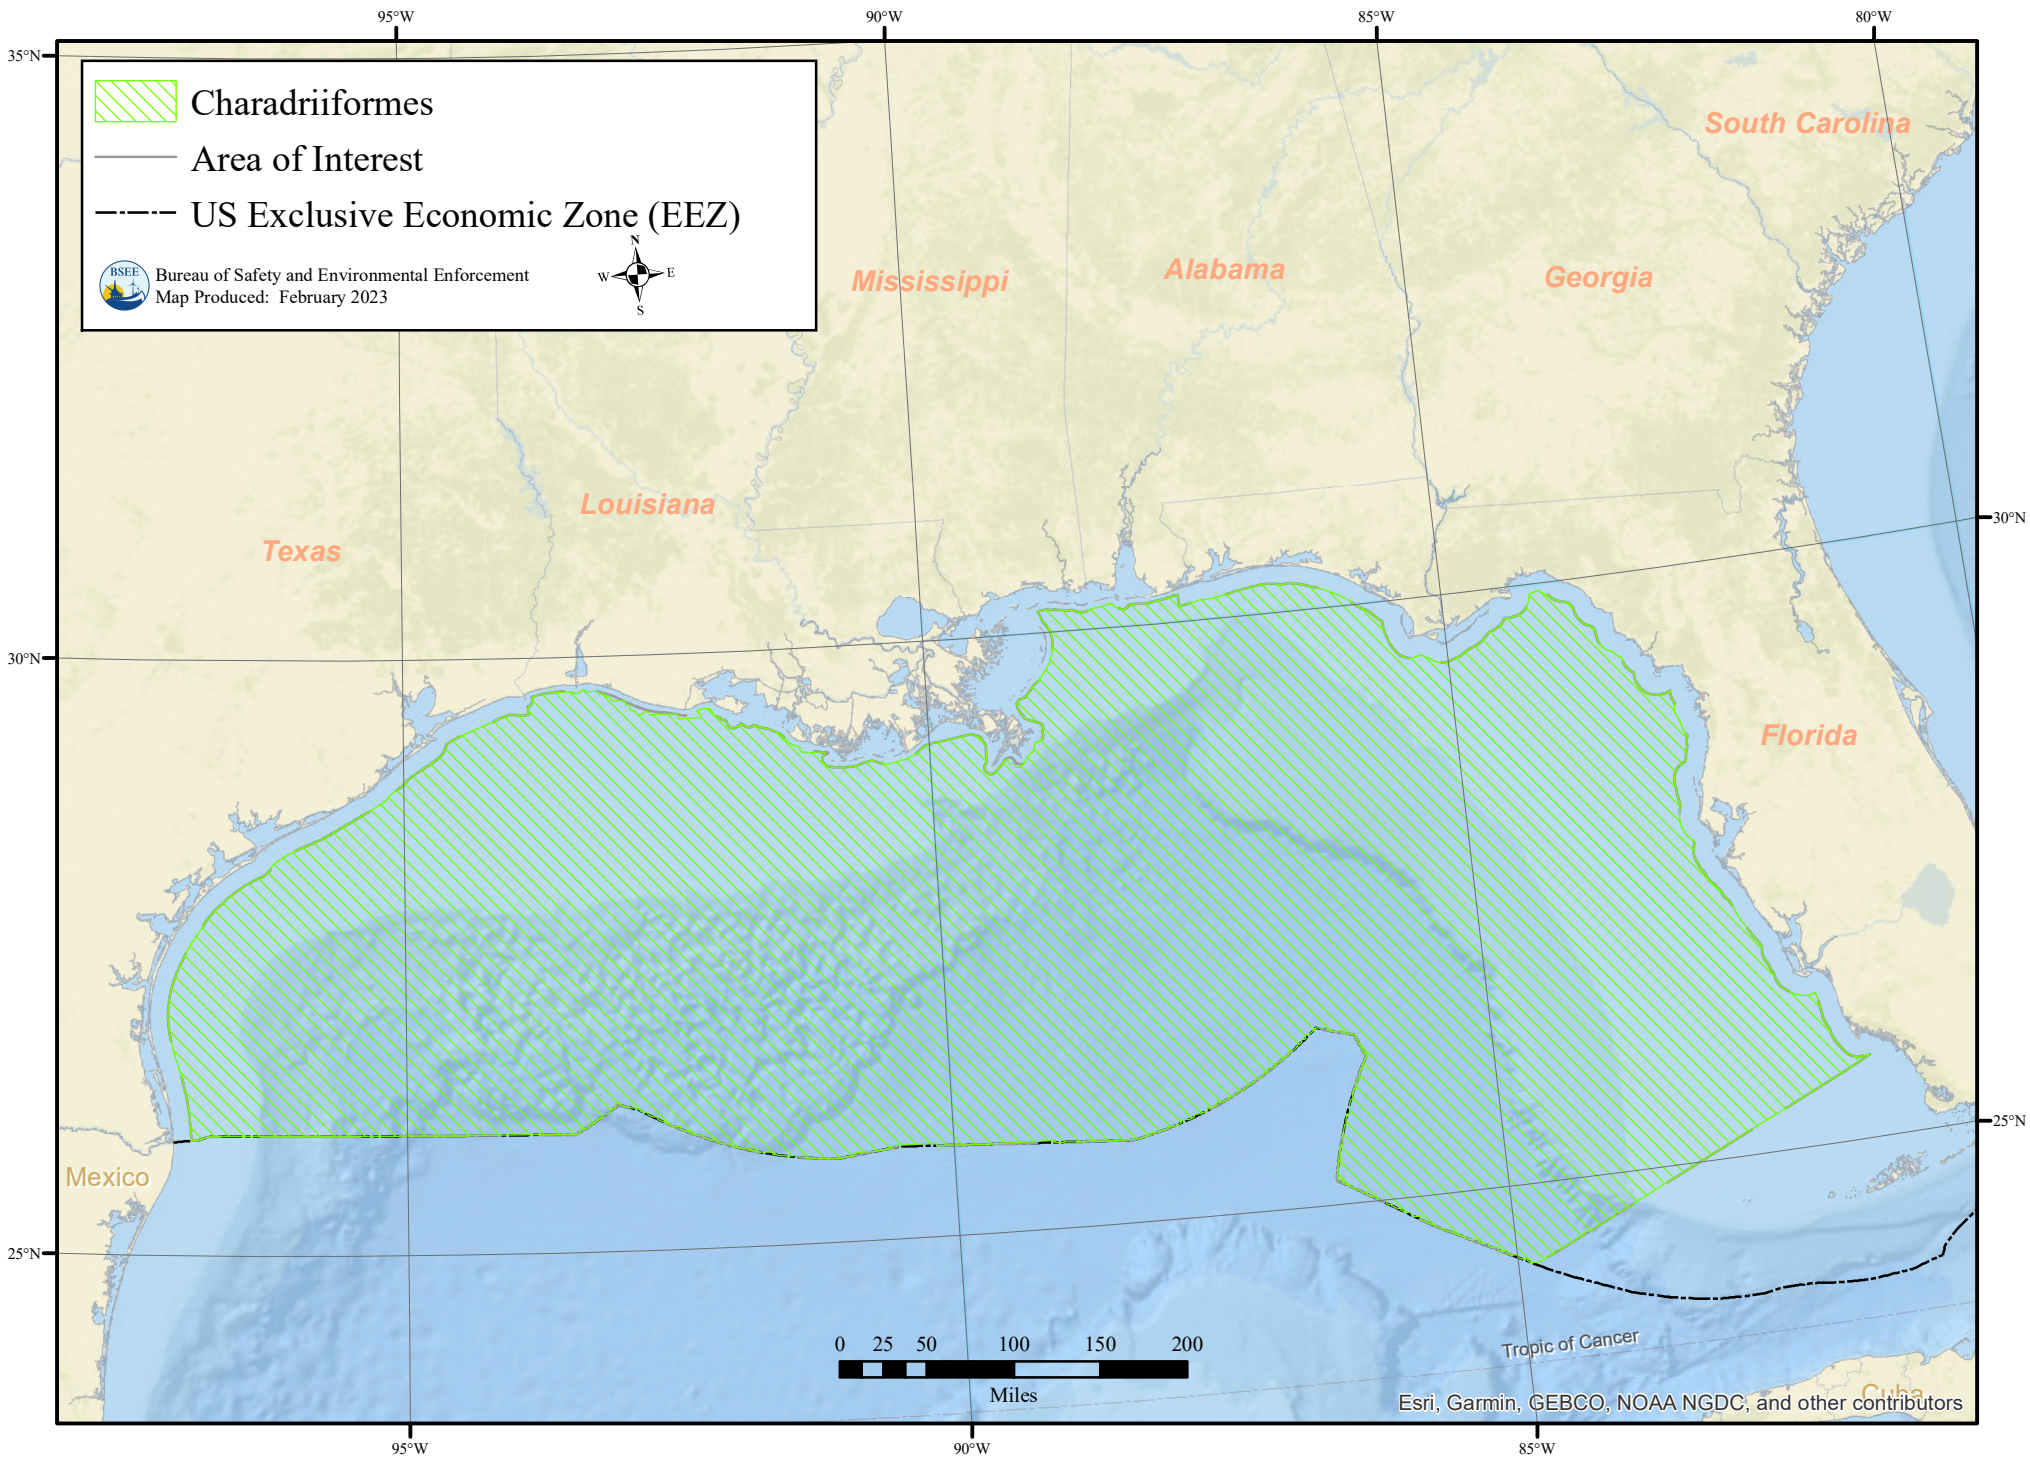 95°W
90°W
85°W
80°W
35°N
Charadriiformes
Area of Interest
US Exclusive Economic Zone (EEZ)
BSEE
Bureau of Safety and Environmental Enforcement
Map Produced: February 2023
N
W
E
S
South Carolina
Mississippi
Alabama
Georgia
Louisiana
Texas
30°N
30°N
Florida
25°N
Mexico
25°N
0 25 50 100 150 200
Miles
Tropic of Cancer
Cuba
Esri, Garmin, GEBCO, NOAA NGDC, and other contributors
95°W
90°W
85°W